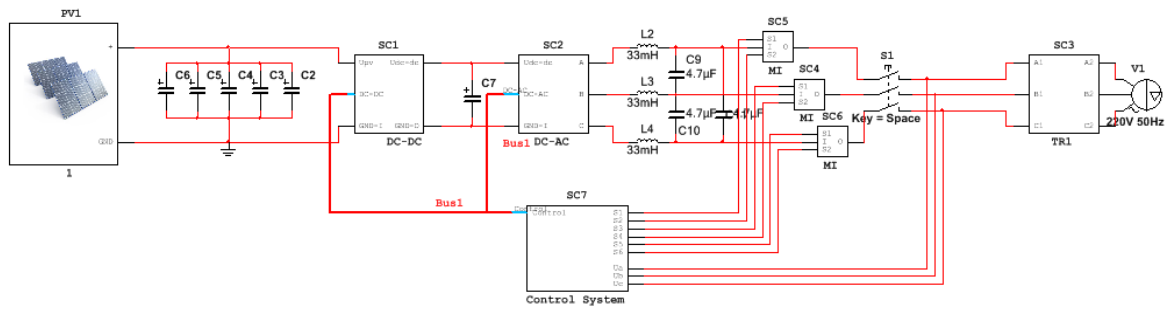 PV1
+
GND
1
C6 C5 C4 C3 C2
SC1
Upv Udc-dc
DC-DC
GND-I GND-O
DC-DC
C7
SC2
Udc-dc A
DC-AC
DC-AC B
GND-I C
DC-AC
Bus1
Bus1
L2
33mH
L3
33mH
L4
33mH
C9
4.7µF
4.7µF
C10
SC5
S1
I O
S2
MI
SC4
S1
I O
S2
MI
SC6
S1
I O
S2
MI
S1
Key = Space
SC3
A1 A2
B1 B2
C1 C2
TR1
V1
220V 50Hz
SC7
Control
Control
S1
S2
S3
S4
S5
S6
Ua
Ub
Uc
Control System